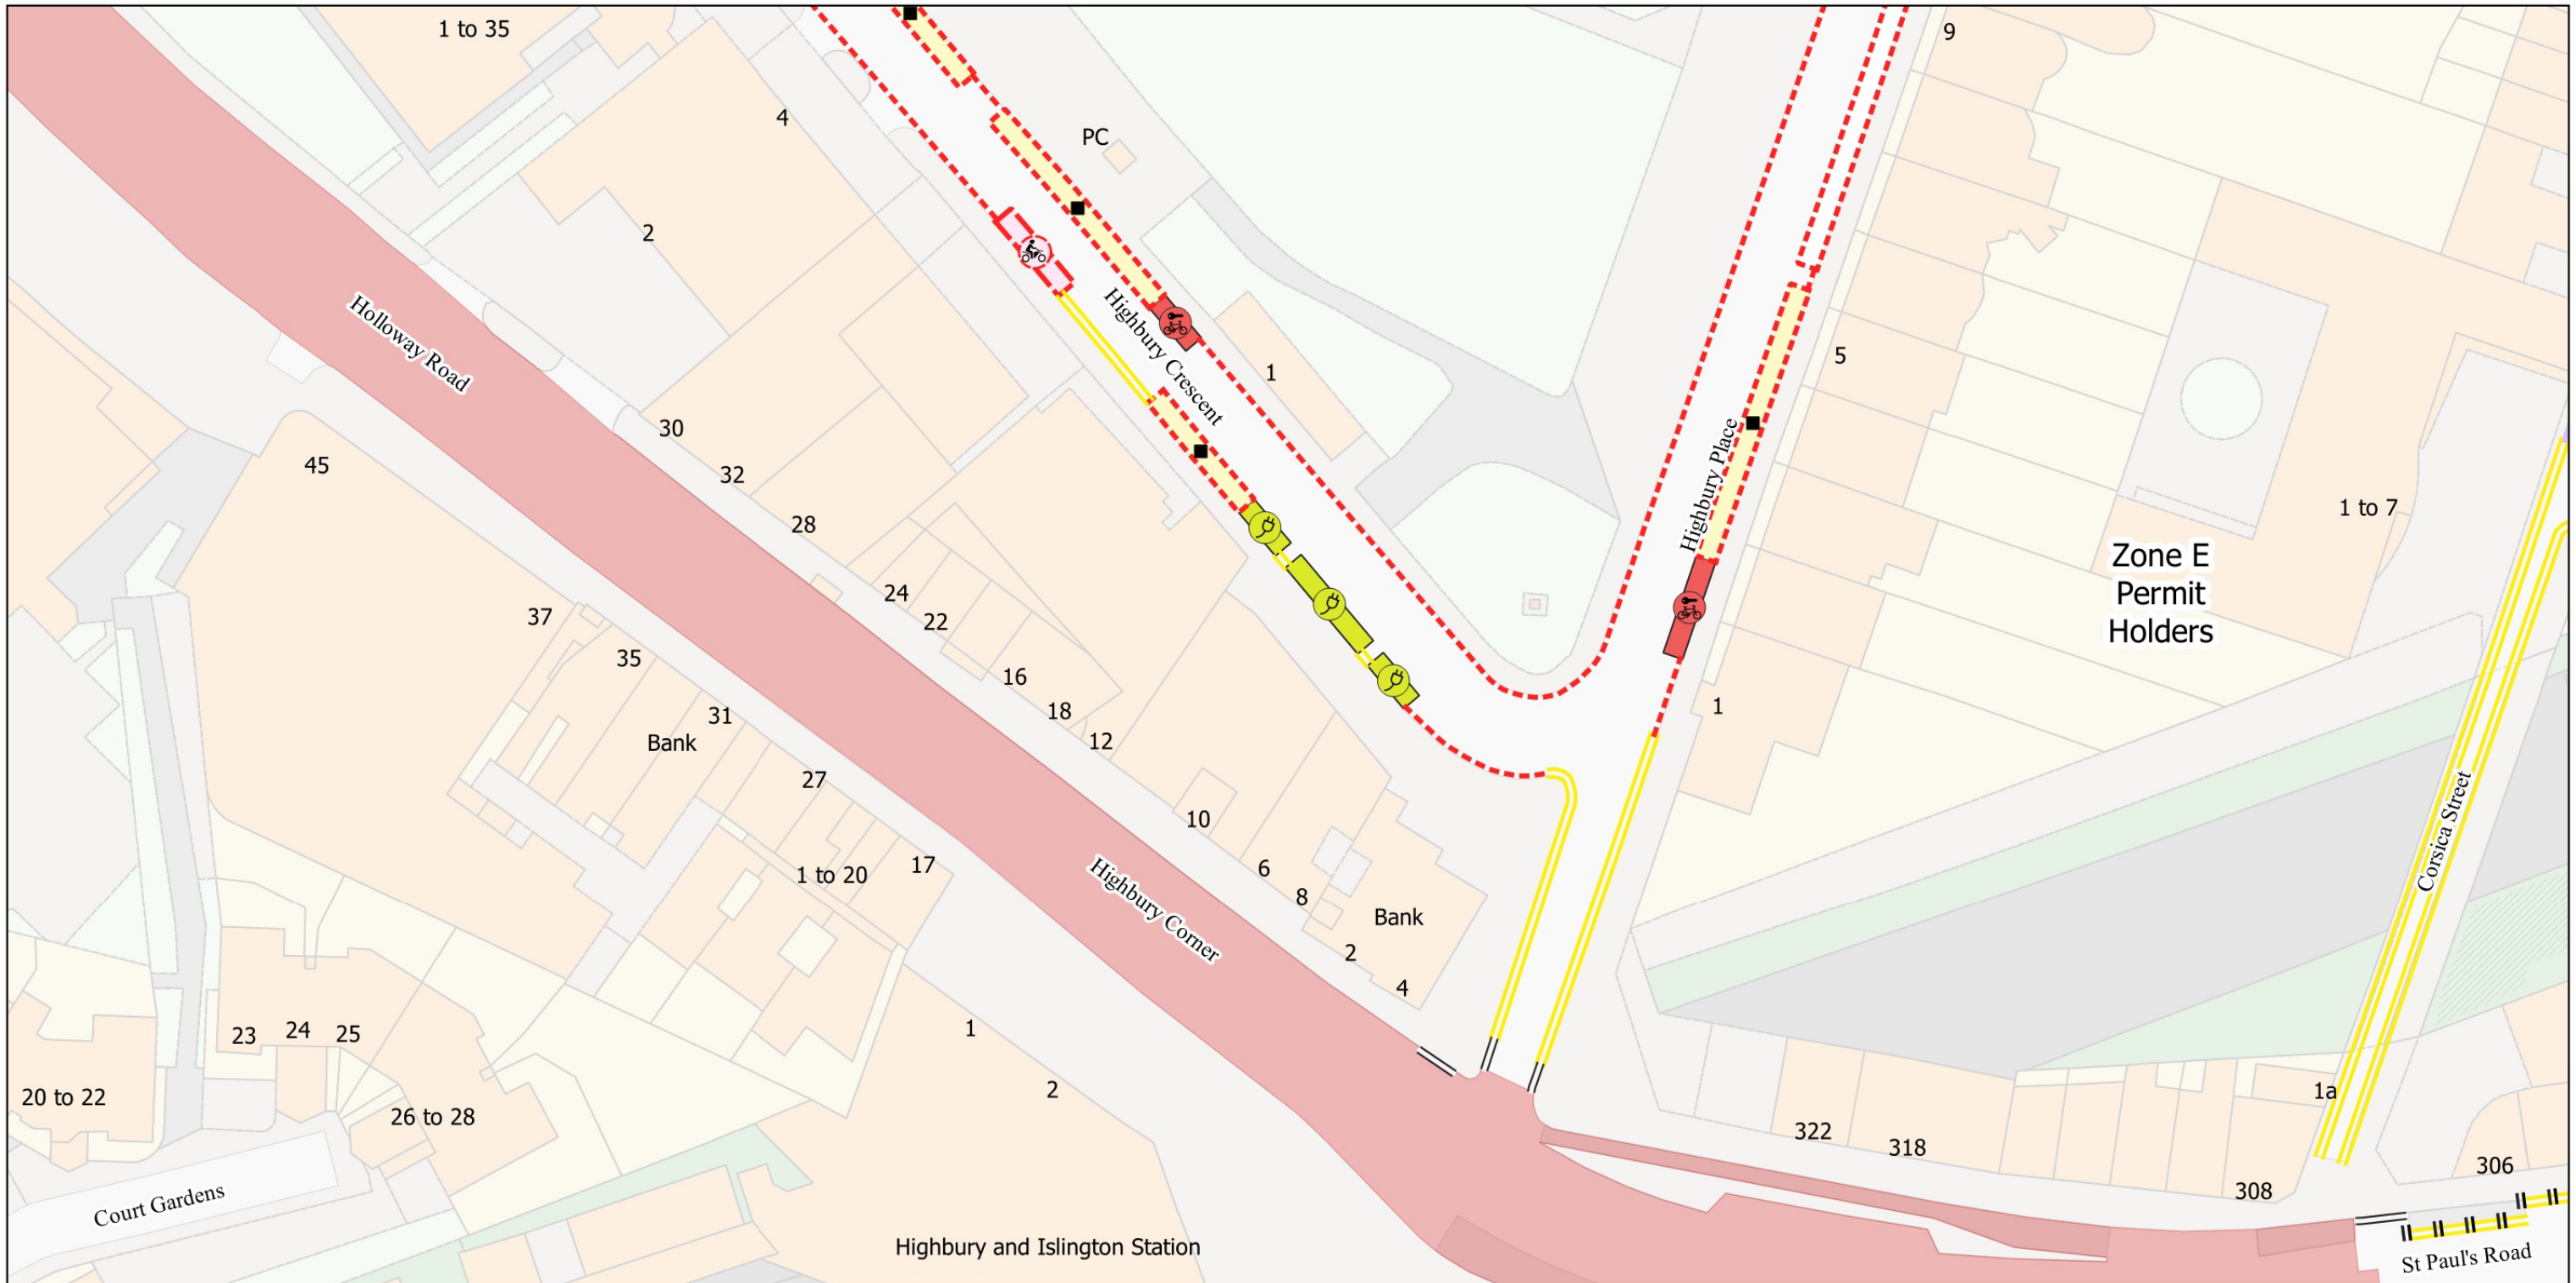 1 to 35
9
4
PC
2
Holloway Road
Highbury Crescent
1
5
30
45
32
Highbury Place
1 to 7
28
Zone E
Permit
Holders
24
22
37
35
16
18
31
Bank
12
1
27
10
1 to 20
17
6
8
Highbury Corner
Bank
2
4
Corsica Street
23
24
25
1
2
20 to 22
26 to 28
1a
322
318
306
308
Court Gardens
Highbury and Islington Station
St Paul's Road